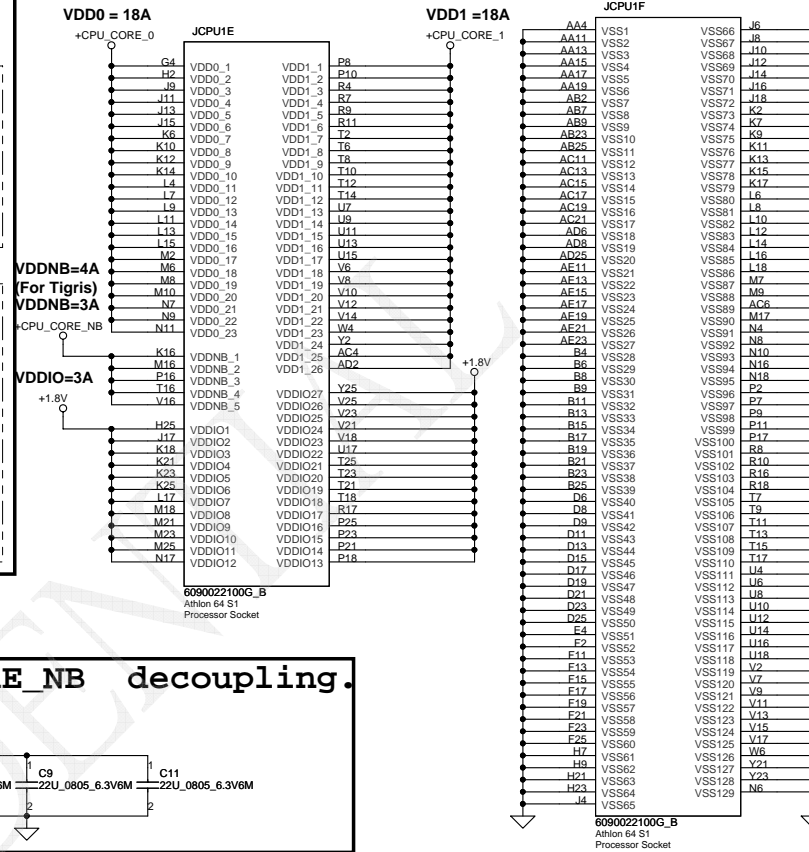 VDD0 = 18A
+CPU_CORE_0
JCPU1E
VDD1 =18A
+CPU_CORE_1
G4 VDD0_1 VDD1_1 P8
H2 VDD0_2 VDD1_2 P10
J9 VDD0_3 VDD1_3 R4
J11 VDD0_4 VDD1_4 R7
J13 VDD0_5 VDD1_5 R9
J15 VDD0_6 VDD1_6 R11
K6 VDD0_7 VDD1_7 T2
K10 VDD0_8 VDD1_8 T6
K12 VDD0_9 VDD1_9 T8
K14 VDD0_10 VDD1_10 T10
L4 VDD0_11 VDD1_11 T12
L7 VDD0_12 VDD1_12 T14
L9 VDD0_13 VDD1_13 U7
L11 VDD0_14 VDD1_14 U9
L13 VDD0_15 VDD1_15 U11
L15 VDD0_16 VDD1_16 U13
M2 VDD0_17 VDD1_17 U15
M6 VDD0_18 VDD1_18 V6
M8 VDD0_19 VDD1_19 V8
M10 VDD0_20 VDD1_20 V10
N7 VDD0_21 VDD1_21 V12
N9 VDD0_22 VDD1_22 V14
N11 VDD0_23 VDD1_23 W4
VDD1_24 Y2
K16 VDDNB_1 VDD1_25 AC4
M16 VDDNB_2 VDD1_26 AD2
P16 VDDNB_3
T16 VDDNB_4 VDDIO27 Y25
V16 VDDNB_5 VDDIO26 V25
VDDIO25 V23
H25 VDDIO1 VDDIO24 V21
J17 VDDIO2 VDDIO23 V18
K18 VDDIO3 VDDIO22 U17
K21 VDDIO4 VDDIO21 T25
K23 VDDIO5 VDDIO20 T23
K25 VDDIO6 VDDIO19 T21
L17 VDDIO7 VDDIO18 T18
M18 VDDIO8 VDDIO17 R17
M21 VDDIO9 VDDIO16 P25
M23 VDDIO10 VDDIO15 P23
M25 VDDIO11 VDDIO14 P21
N17 VDDIO12 VDDIO13 P18
VDDNB=4A
(For Tigris)
VDDNB=3A
+CPU_CORE_NB
VDDIO=3A
+1.8V
+1.8V
6090022100G_B
Athlon 64 S1
Processor Socket
JCPU1F
AA4 VSS1 VSS66 J6
AA11 VSS2 VSS67 J8
AA13 VSS3 VSS68 J10
AA15 VSS4 VSS69 J12
AA17 VSS5 VSS70 J14
AA19 VSS6 VSS71 J16
AB2 VSS7 VSS72 J18
AB7 VSS8 VSS73 K2
AB9 VSS9 VSS74 K7
AB23 VSS10 VSS75 K9
AB25 VSS11 VSS76 K11
AC11 VSS12 VSS77 K13
AC13 VSS13 VSS78 K15
AC15 VSS14 VSS79 K17
AC17 VSS15 VSS80 L6
AC19 VSS16 VSS81 L8
AC21 VSS17 VSS82 L10
AD6 VSS18 VSS83 L12
AD8 VSS19 VSS84 L14
AD25 VSS20 VSS85 L16
AE11 VSS21 VSS86 L18
AE13 VSS22 VSS87 M7
AE15 VSS23 VSS88 M9
AE17 VSS24 VSS89 AC6
AE19 VSS25 VSS90 M17
AE21 VSS26 VSS91 N4
AE23 VSS27 VSS92 N8
B4 VSS28 VSS93 N10
B6 VSS29 VSS94 N16
B8 VSS30 VSS95 N18
B9 VSS31 VSS96 P2
B11 VSS32 VSS97 P7
B13 VSS33 VSS98 P9
B15 VSS34 VSS99 P11
B17 VSS35 VSS100 P17
B19 VSS36 VSS101 R8
B21 VSS37 VSS102 R10
B23 VSS38 VSS103 R16
B25 VSS39 VSS104 R18
D6 VSS40 VSS105 T7
D8 VSS41 VSS106 T9
D9 VSS42 VSS107 T11
D11 VSS43 VSS108 T13
D13 VSS44 VSS109 T15
D15 VSS45 VSS110 T17
D17 VSS46 VSS111 U4
D19 VSS47 VSS112 U6
D21 VSS48 VSS113 U8
D23 VSS49 VSS114 U10
D25 VSS50 VSS115 U12
E4 VSS51 VSS116 U14
F2 VSS52 VSS117 U16
F11 VSS53 VSS118 U18
F13 VSS54 VSS119 V2
F15 VSS55 VSS120 V7
F17 VSS56 VSS121 V9
F19 VSS57 VSS122 V11
F21 VSS58 VSS123 V13
F23 VSS59 VSS124 V15
F25 VSS60 VSS125 V17
H7 VSS61 VSS126 W6
H9 VSS62 VSS127 Y21
H21 VSS63 VSS128 Y23
H23 VSS64 VSS129 N6
J4 VSS65
6090022100G_B
Athlon 64 S1
Processor Socket
E_NB decoupling.
1 1
C9 C11
6M 22U_0805_6.3V6M 22U_0805_6.3V6M
2 2